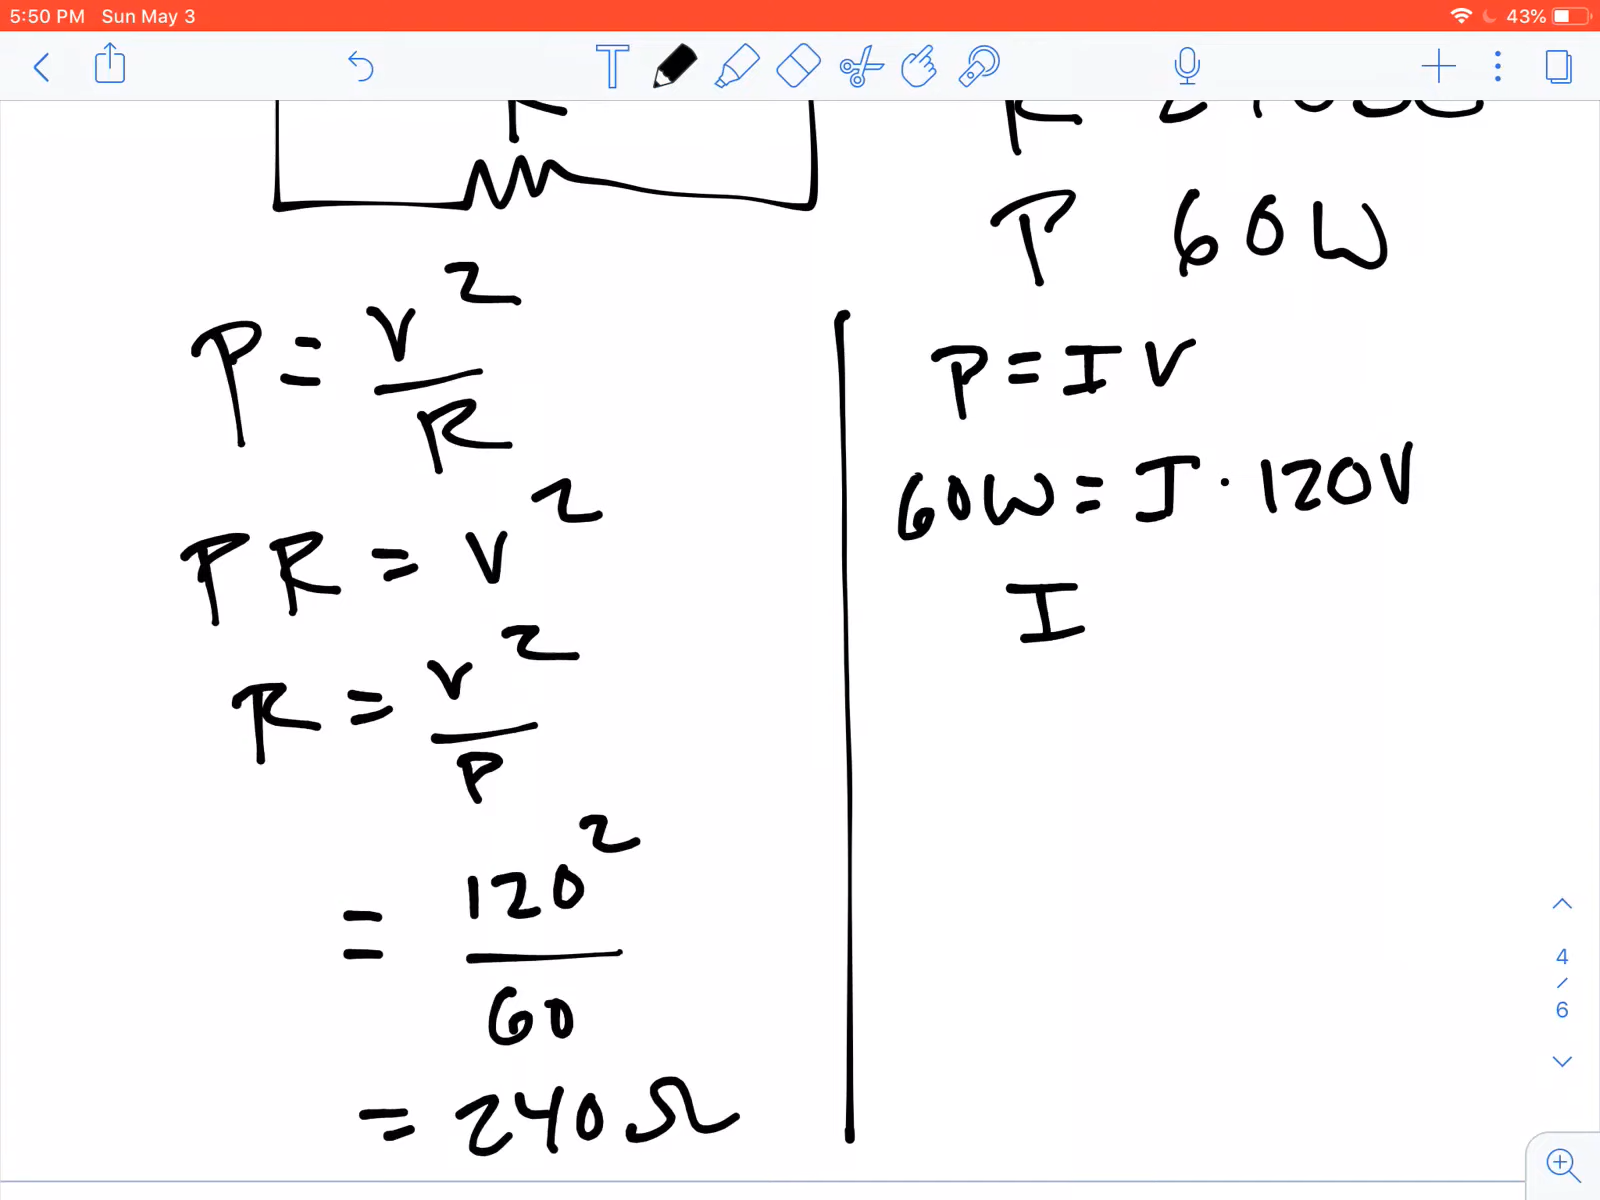 5:50 PM Sun May 3
43%
T
R
P 60W
P = V²/R
PR = V²
R = V²/P
= 120²/60
= 240Ω
P = IV
60W = I · 120V
I
4
/
6